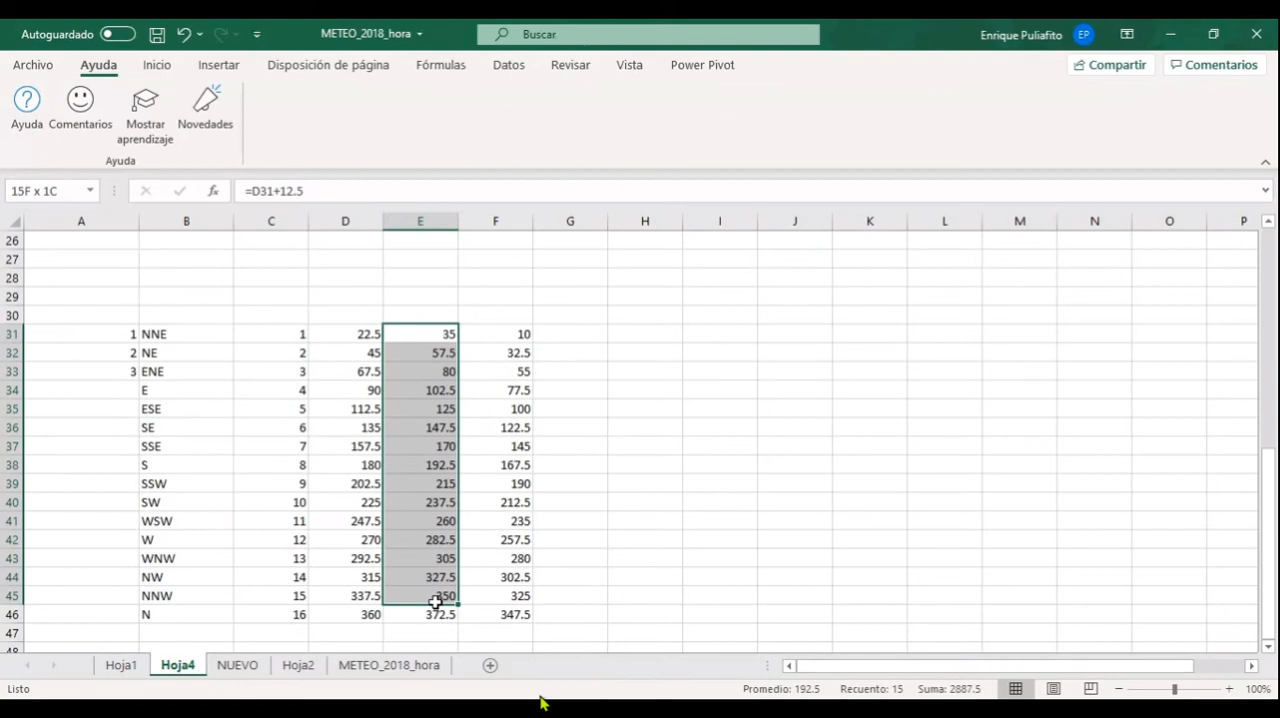 Autoguardado METEO_2018_hora Buscar Enrique Puliafito EP
Archivo Ayuda Inicio Insertar Disposición de página Fórmulas Datos Revisar Vista Power Pivot Compartir Comentarios
Ayuda Comentarios Mostrar aprendizaje Novedades
Ayuda
15F x 1C fx =D31+12.5
A B C D E F G H I J K L M N O P
26
27
28
29
30
31 1 NNE 1 22.5 35 10
32 2 NE 2 45 57.5 32.5
33 3 ENE 3 67.5 80 55
34 E 4 90 102.5 77.5
35 ESE 5 112.5 125 100
36 SE 6 135 147.5 122.5
37 SSE 7 157.5 170 145
38 S 8 180 192.5 167.5
39 SSW 9 202.5 215 190
40 SW 10 225 237.5 212.5
41 WSW 11 247.5 260 235
42 W 12 270 282.5 257.5
43 WNW 13 292.5 305 280
44 NW 14 315 327.5 302.5
45 NNW 15 337.5 350 325
46 N 16 360 372.5 347.5
47
48
Hoja1 Hoja4 NUEVO Hoja2 METEO_2018_hora
Listo Promedio: 192.5 Recuento: 15 Suma: 2887.5 100%